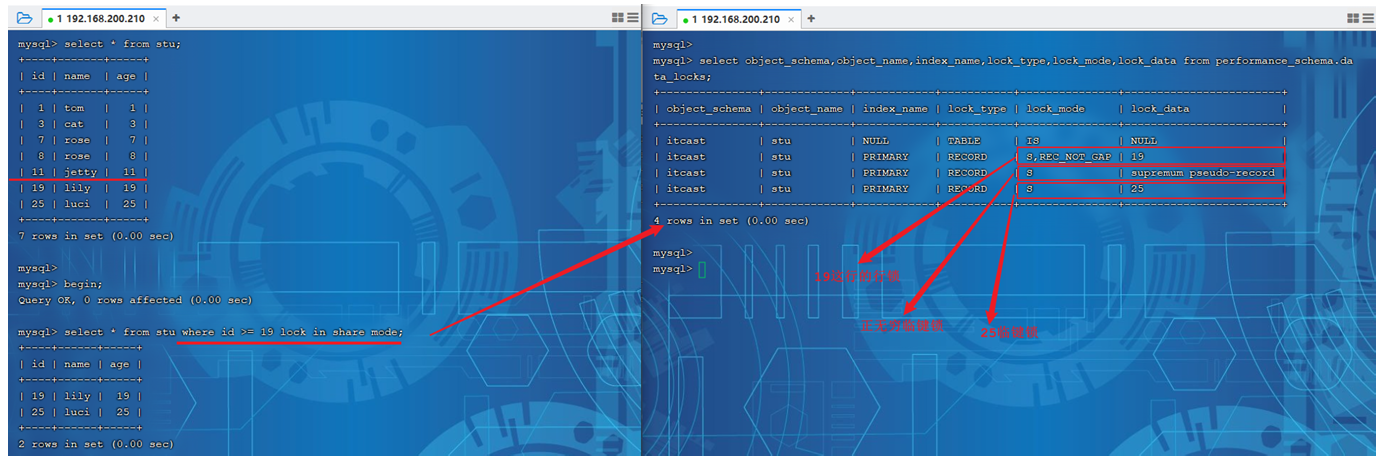 1 192.168.200.210 × +
mysql> select * from stu;
+----+-------+-----+
| id | name | age |
+----+-------+-----+
| 1 | tom | 1 |
| 3 | cat | 3 |
| 7 | rose | 7 |
| 8 | rose | 8 |
| 11 | jetty | 11 |
| 19 | lily | 19 |
| 25 | luci | 25 |
+----+-------+-----+
7 rows in set (0.00 sec)
mysql>
mysql> begin;
Query OK, 0 rows affected (0.00 sec)
mysql> select * from stu where id >= 19 lock in share mode;
+----+------+-----+
| id | name | age |
+----+------+-----+
| 19 | lily | 19 |
| 25 | luci | 25 |
+----+------+-----+
2 rows in set (0.00 sec)
1 192.168.200.210 × +
mysql>
mysql> select object_schema,object_name,index_name,lock_type,lock_mode,lock_data from performance_schema.da
ta_locks;
+---------------+-------------+------------+-----------+---------------+------------------------+
| object_schema | object_name | index_name | lock_type | lock_mode | lock_data |
+---------------+-------------+------------+-----------+---------------+------------------------+
| itcast | stu | NULL | TABLE | IS | NULL |
| itcast | stu | PRIMARY | RECORD | S,REC_NOT_GAP | 19 |
| itcast | stu | PRIMARY | RECORD | S | supremum pseudo-record |
| itcast | stu | PRIMARY | RECORD | S | 25 |
+---------------+-------------+------------+-----------+---------------+------------------------+
4 rows in set (0.00 sec)
mysql>
mysql>
19这行的行锁
正无穷临键锁
25临键锁